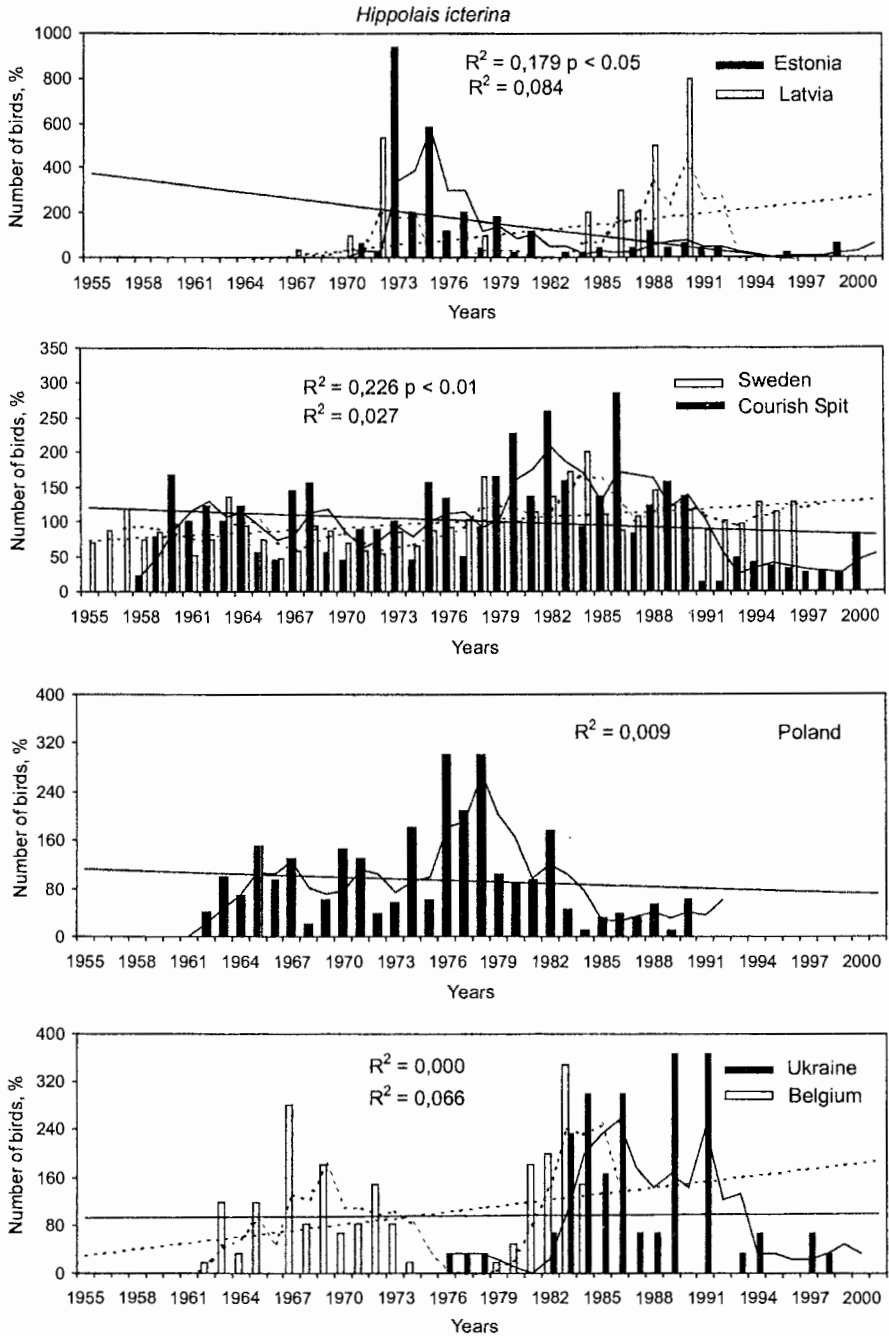 Hippolais icterina
Number of birds, %
1000
800
600
400
200
0
R² = 0,179 p < 0.05
R² = 0,084
Estonia
Latvia
1955 1958 1961 1964 1967 1970 1973 1976 1979 1982 1985 1988 1991 1994 1997 2000
Years
Number of birds, %
350
300
250
200
150
100
50
0
R² = 0,226 p < 0.01
R² = 0,027
Sweden
Courish Spit
1955 1958 1961 1964 1967 1970 1973 1976 1979 1982 1985 1988 1991 1994 1997 2000
Years
Number of birds, %
400
320
240
160
80
0
R² = 0,009
Poland
1955 1958 1961 1964 1967 1970 1973 1976 1979 1982 1985 1988 1991 1994 1997 2000
Years
Number of birds, %
400
320
240
160
80
0
R² = 0,000
R² = 0,066
Ukraine
Belgium
1955 1958 1961 1964 1967 1970 1973 1976 1979 1982 1985 1988 1991 1994 1997 2000
Years